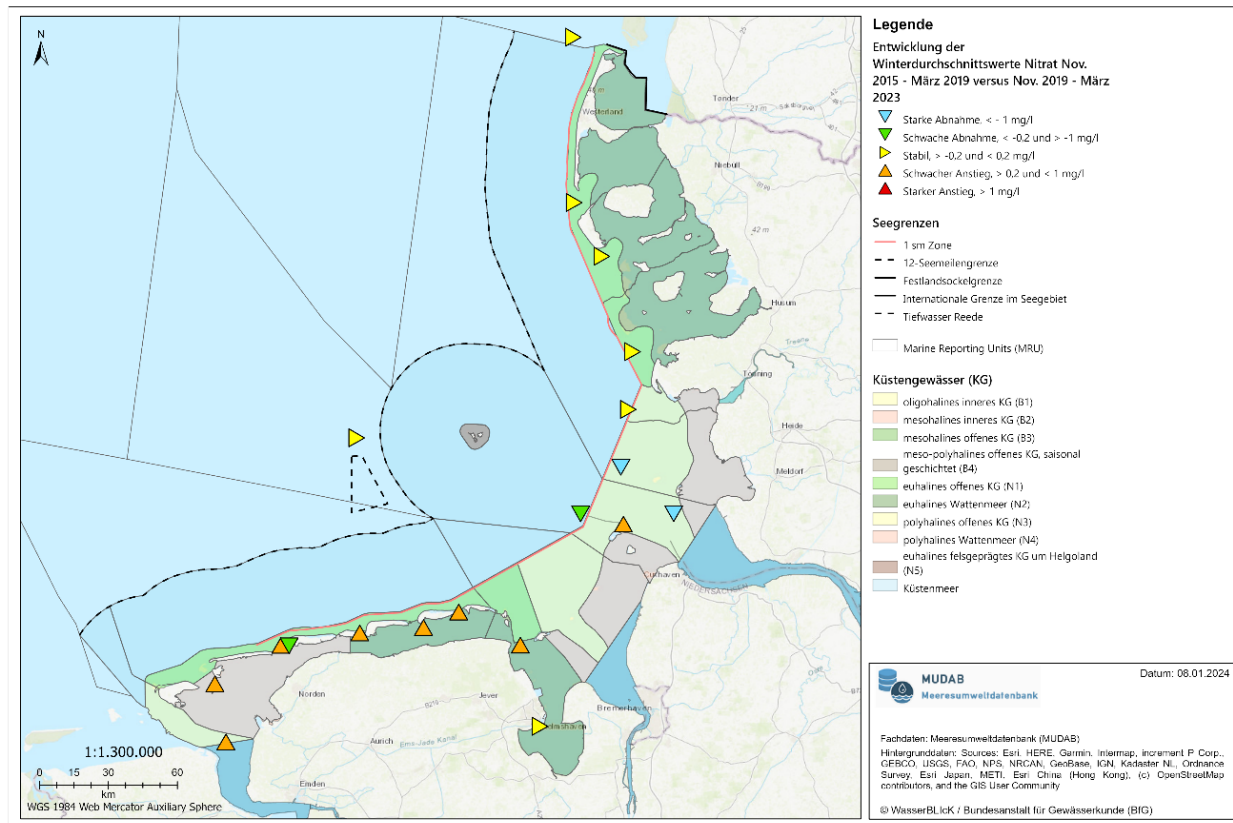 N
Westerland
Tønder
Niebüll
42 m
Husum
Treene
Tönning
Heide
Meldorf
Cuxhaven
NIEDERSACHSEN
Norden
Jever
Bremerhaven
Aurich
Ems-Jade Kanal
Emden
1:1.300.000
0 15 30 60
km
WGS 1984 Web Mercator Auxiliary Sphere
Legende
Entwicklung der
Winterdurchschnittswerte Nitrat Nov.
2015 - März 2019 versus Nov. 2019 - März
2023
Starke Abnahme, < - 1 mg/l
Schwache Abnahme, < -0,2 und > -1 mg/l
Stabil, > -0,2 und < 0,2 mg/l
Schwacher Anstieg, > 0,2 und < 1 mg/l
Starker Anstieg, > 1 mg/l
Seegrenzen
1 sm Zone
12-Seemeilengrenze
Festlandsockelgrenze
Internationale Grenze im Seegebiet
Tiefwasser Reede
Marine Reporting Units (MRU)
Küstengewässer (KG)
oligohalines inneres KG (B1)
mesohalines inneres KG (B2)
mesohalines offenes KG (B3)
meso-polyhalines offenes KG, saisonal
geschichtet (B4)
euhalines offenes KG (N1)
euhalines Wattenmeer (N2)
polyhalines offenes KG (N3)
polyhalines Wattenmeer (N4)
euhalines felsgeprägtes KG um Helgoland
(N5)
Küstenmeer
MUDAB
Meeresumweltdatenbank
Datum: 08.01.2024
Fachdaten: Meeresumweltdatenbank (MUDAB)
Hintergrunddaten: Sources: Esri, HERE, Garmin, Intermap, increment P Corp.,
GEBCO, USGS, FAO, NPS, NRCAN, GeoBase, IGN, Kadaster NL, Ordnance
Survey, Esri Japan, METI, Esri China (Hong Kong), (c) OpenStreetMap
contributors, and the GIS User Community
© WasserBLIcK / Bundesanstalt für Gewässerkunde (BfG)